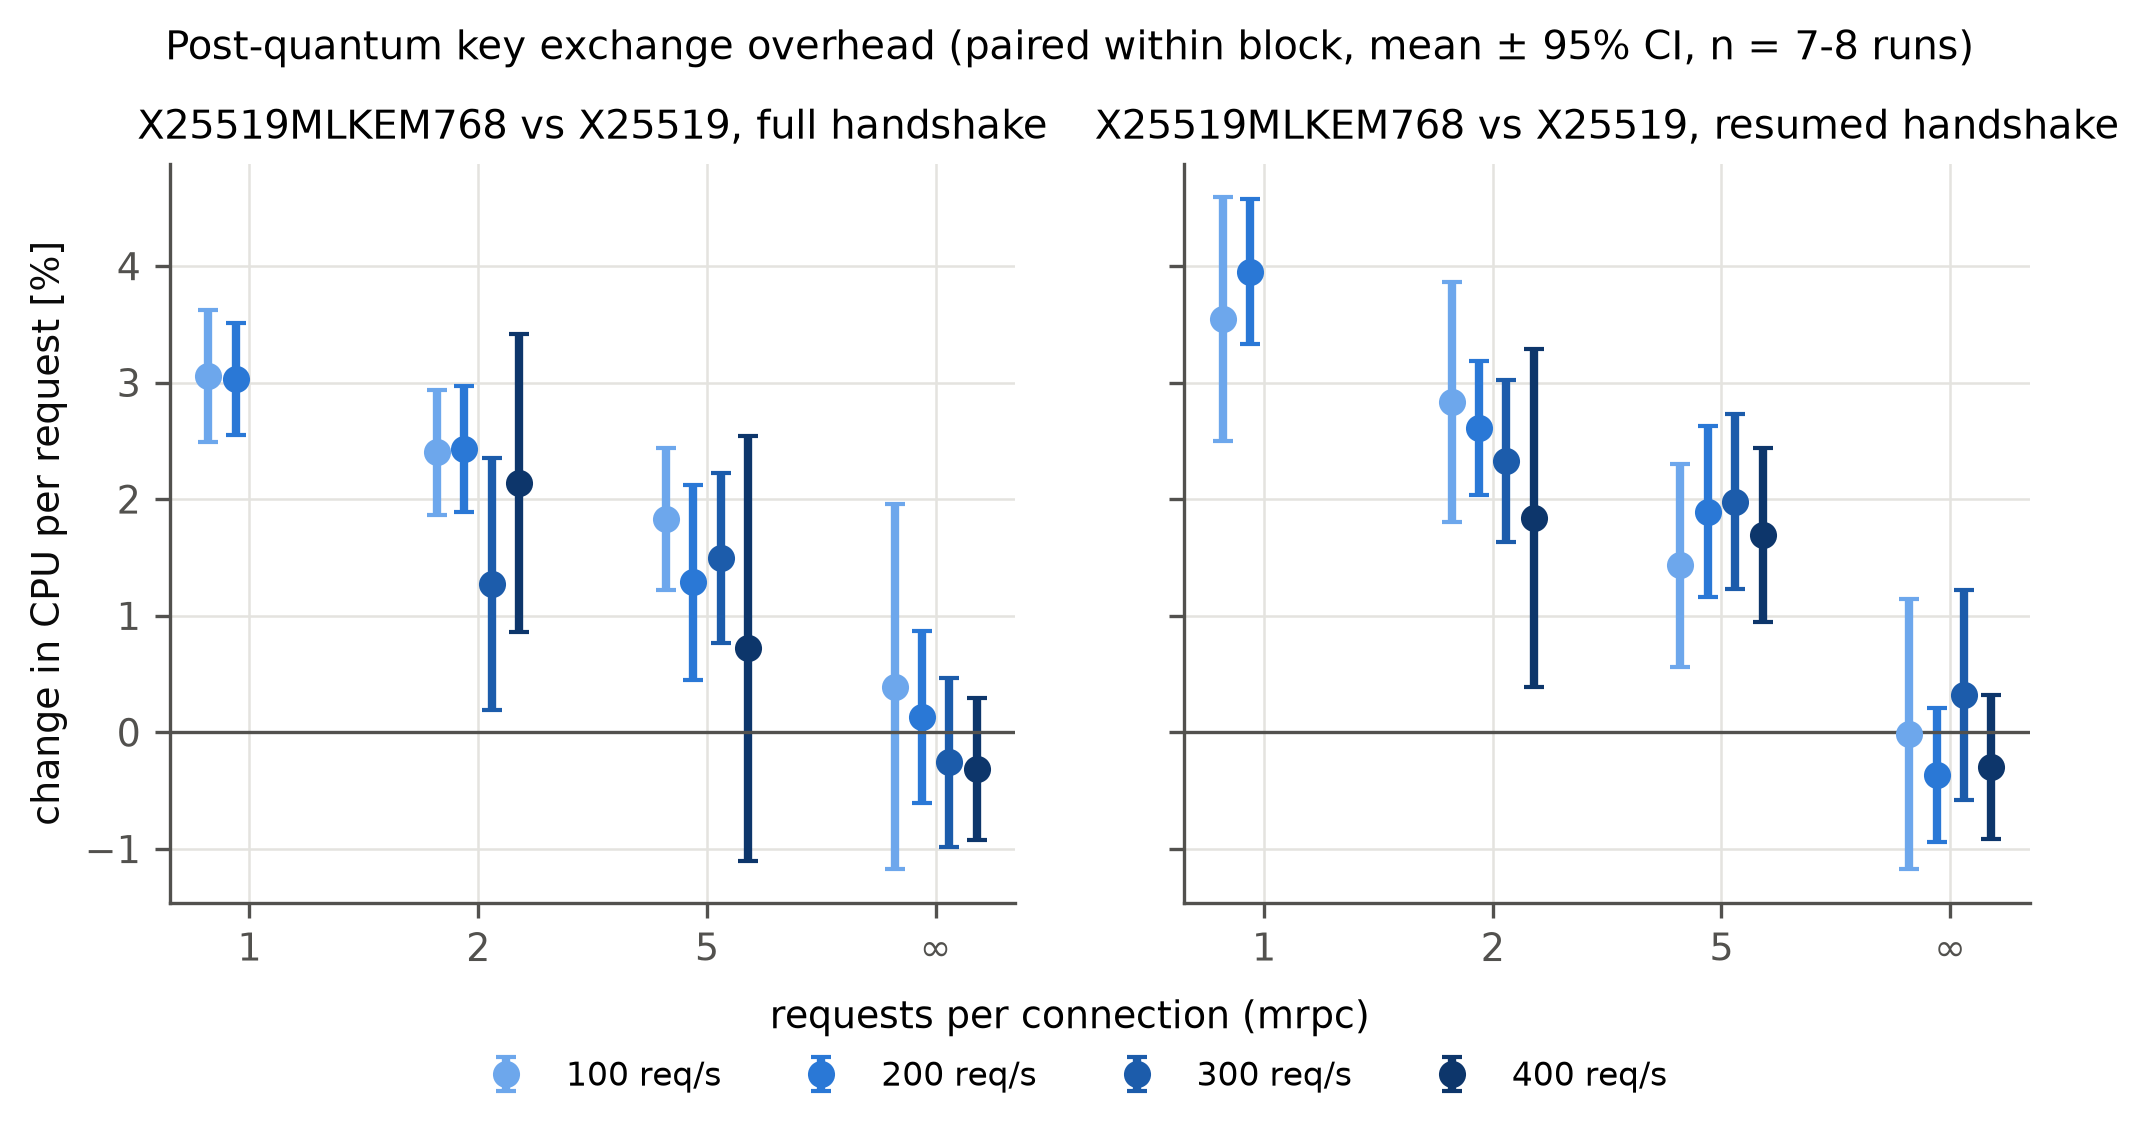 Post-quantum key exchange overhead (paired within block, mean ± 95% CI, n = 7-8 runs)
X25519MLKEM768 vs X25519, full handshake
X25519MLKEM768 vs X25519, resumed handshake
change in CPU per request [%]
4
3
2
1
0
−1
1 2 5 ∞
1 2 5 ∞
requests per connection (mrpc)
100 req/s 200 req/s 300 req/s 400 req/s